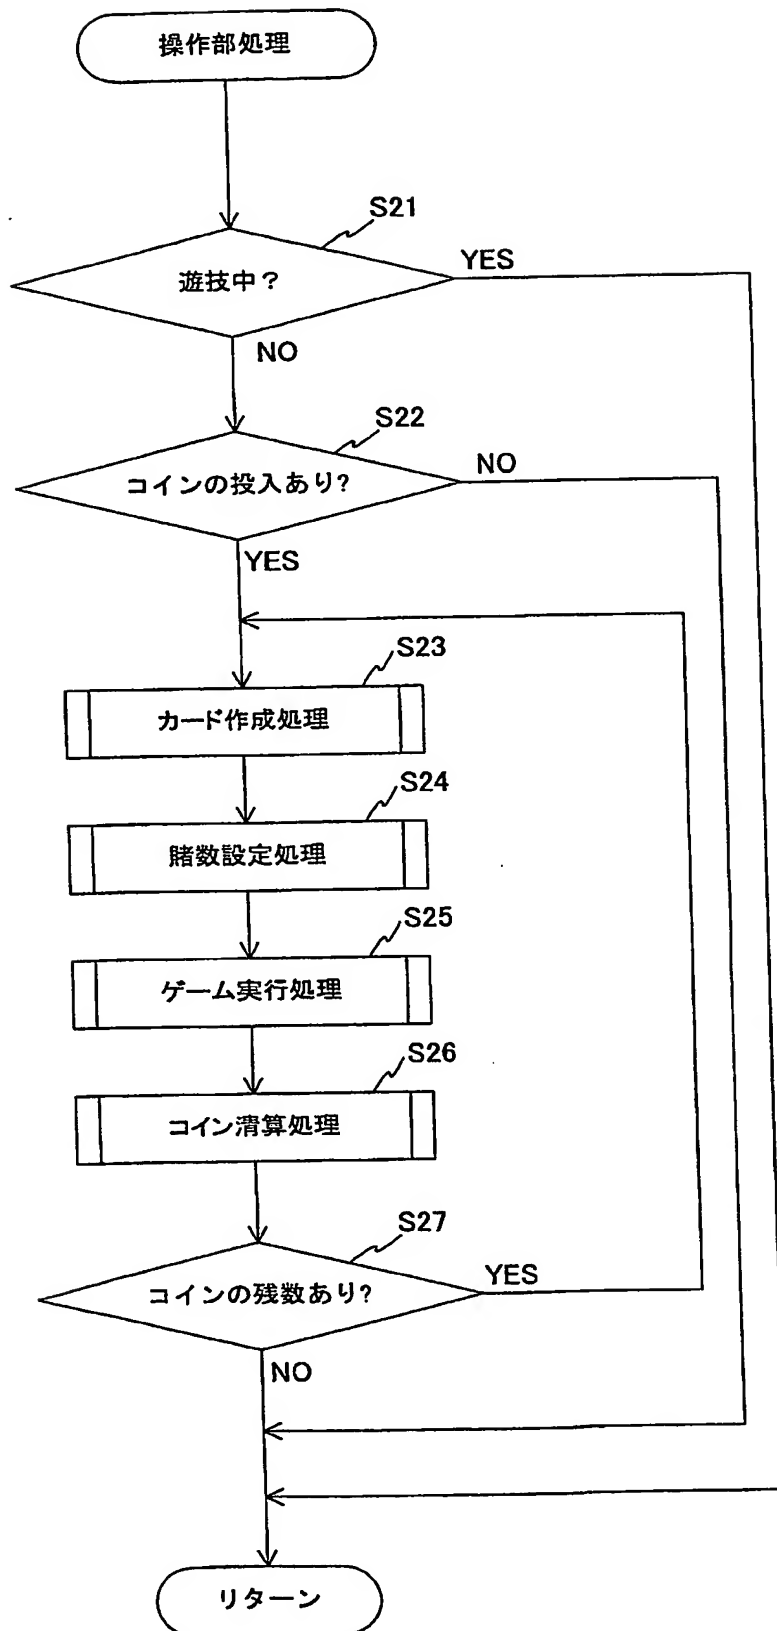 操作部処理
S21
遊技中？
YES
NO
S22
コインの投入あり?
NO
YES
S23
カード作成処理
S24
賭数設定処理
S25
ゲーム実行処理
S26
コイン清算処理
S27
コインの残数あり?
YES
NO
リターン